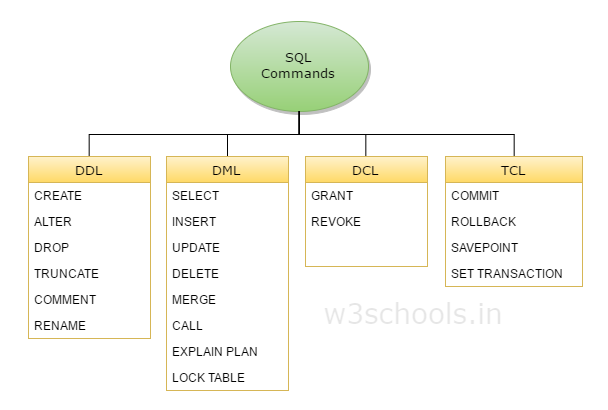 SQL
Commands
DDL
CREATE
ALTER
DROP
TRUNCATE
COMMENT
RENAME
DML
SELECT
INSERT
UPDATE
DELETE
MERGE
CALL
EXPLAIN PLAN
LOCK TABLE
DCL
GRANT
REVOKE
TCL
COMMIT
ROLLBACK
SAVEPOINT
SET TRANSACTION
w3schools.in